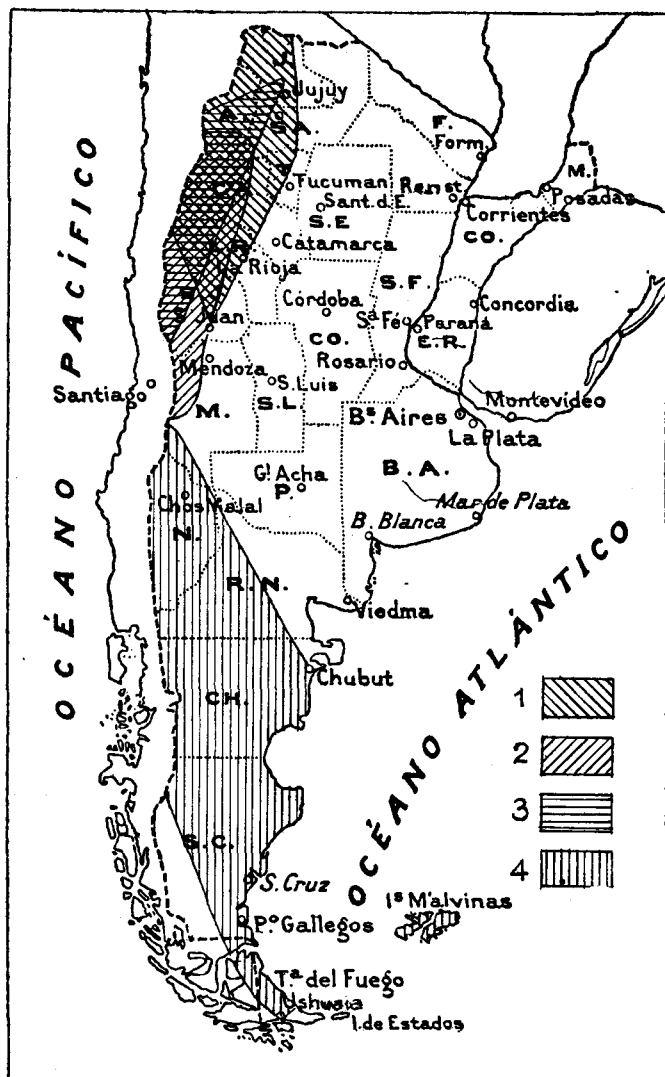 J.
Jujuy
A.
S.A.
F.
Form.
M.
Tucuman
Sant. d. E.
Posadas
Corrientes
S.E
CO.
Catamarca
Rioja
S.F.
Concordia
Córdoba
Sª Fé
Paraná
CO.
E.R.
Juan
Mendoza
Rosario
Santiago
S. Luis
Montevideo
M.
S.L.
Bˢ Aires
La Plata
Gˡ Acha
B.A.
P.
Chos Malal
Mar de Plata
B. Blanca
N.
R.N.
Viedma
Chubut
CH.
S.C.
S. Cruz
Iˢ Malvinas
Pº Gallegos
Tª del Fuego
Ushuaia
I. de Estados
OCÉANO PACÍFICO
OCÉANO ATLÁNTICO
1
2
3
4